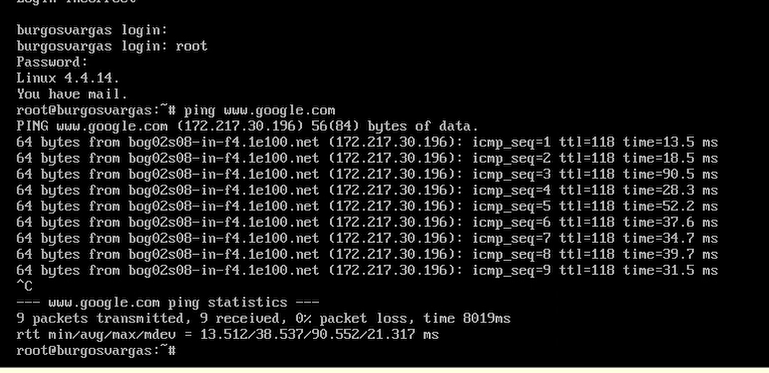 Login incorrect
burgosvargas login:
burgosvargas login: root
Password:
Linux 4.4.14.
You have mail.
root@burgosvargas:~# ping www.google.com
PING www.google.com (172.217.30.196) 56(84) bytes of data.
64 bytes from bog02s08-in-f4.1e100.net (172.217.30.196): icmp_seq=1 ttl=118 time=13.5 ms
64 bytes from bog02s08-in-f4.1e100.net (172.217.30.196): icmp_seq=2 ttl=118 time=18.5 ms
64 bytes from bog02s08-in-f4.1e100.net (172.217.30.196): icmp_seq=3 ttl=118 time=90.5 ms
64 bytes from bog02s08-in-f4.1e100.net (172.217.30.196): icmp_seq=4 ttl=118 time=28.3 ms
64 bytes from bog02s08-in-f4.1e100.net (172.217.30.196): icmp_seq=5 ttl=118 time=52.2 ms
64 bytes from bog02s08-in-f4.1e100.net (172.217.30.196): icmp_seq=6 ttl=118 time=37.6 ms
64 bytes from bog02s08-in-f4.1e100.net (172.217.30.196): icmp_seq=7 ttl=118 time=34.7 ms
64 bytes from bog02s08-in-f4.1e100.net (172.217.30.196): icmp_seq=8 ttl=118 time=39.7 ms
64 bytes from bog02s08-in-f4.1e100.net (172.217.30.196): icmp_seq=9 ttl=118 time=31.5 ms
^C
--- www.google.com ping statistics ---
9 packets transmitted, 9 received, 0% packet loss, time 8019ms
rtt min/avg/max/mdev = 13.512/38.537/90.552/21.317 ms
root@burgosvargas:~#